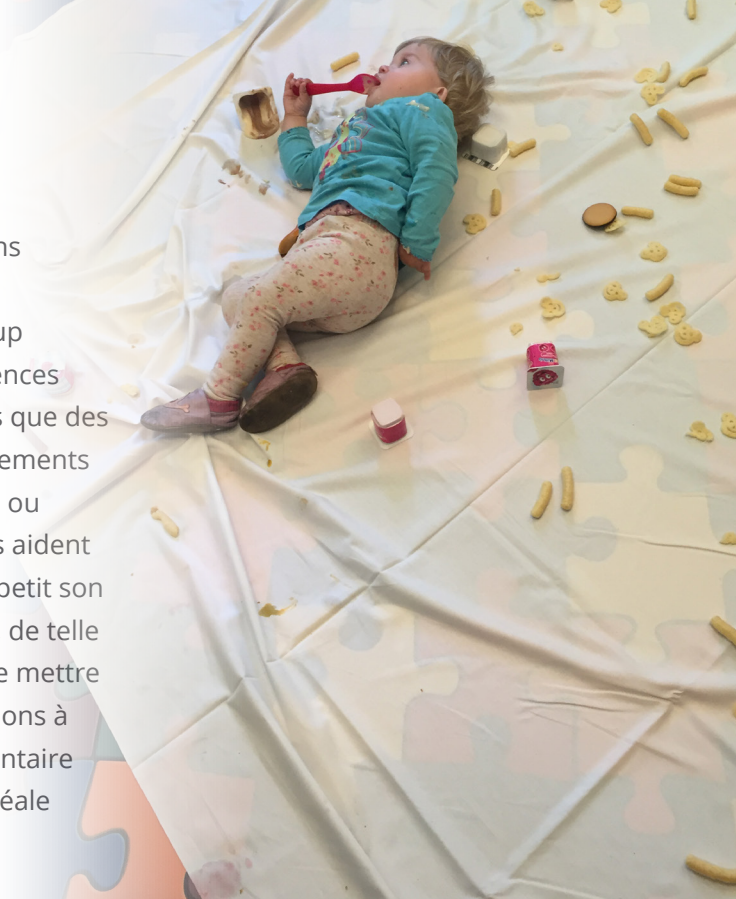 ns
up
ences
s que des
ements
ou
s aident
petit son
de telle
e mettre
ons à
ntaire
éale